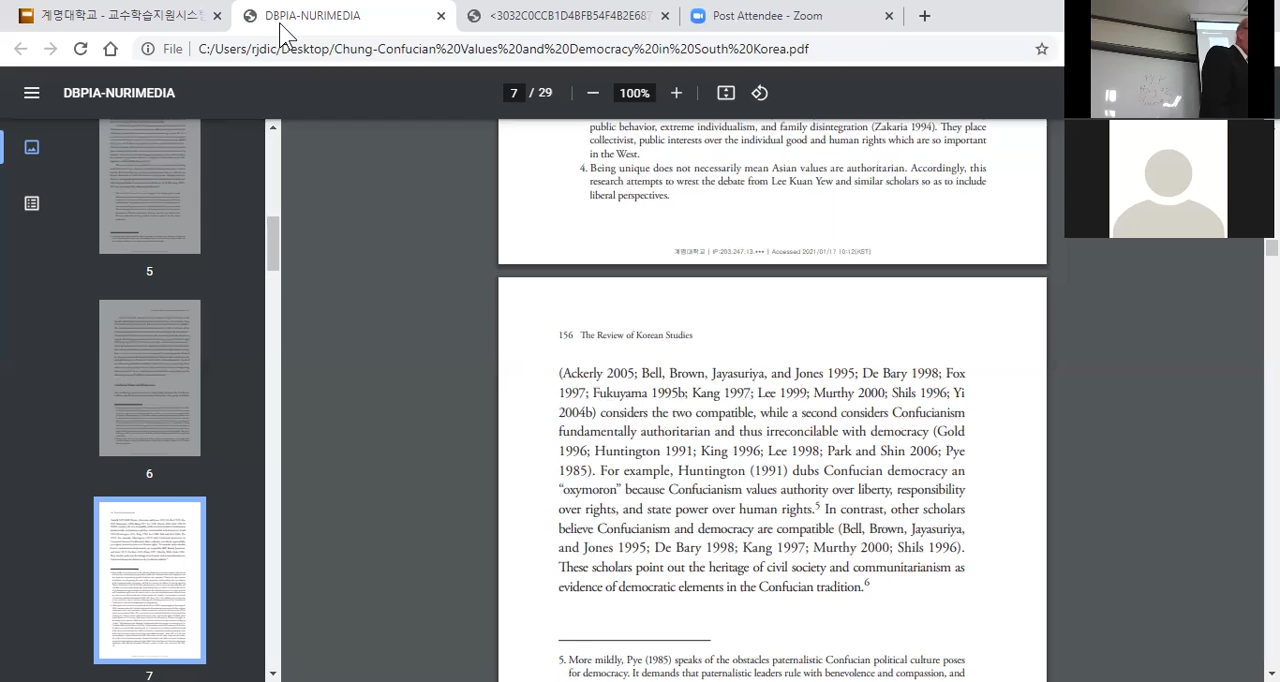 계명대학교 - 교수학습지원시스템
DBPIA-NURIMEDIA
<3032C0CCB1D4BFB54F4B2E687
Post Attendee - Zoom
File
C:/Users/rjdic/Desktop/Chung-Confucian%20Values%20and%20Democracy%20in%20South%20Korea.pdf
DBPIA-NURIMEDIA
7 / 29
100%
5
6
7
public behavior, extreme individualism, and family disintegration (Zakaria 1994). They place
collectivist, public interests over the individual good and human rights which are so important
in the West.
4. Being unique does not necessarily mean Asian values are authoritarian. Accordingly, this
research attempts to wrest the debate from Lee Kuan Yew and similar scholars so as to include
liberal perspectives.
계명대학교 | IP:203.247.13.*** | Accessed 2021/01/17 10:12(KST)
156 The Review of Korean Studies
(Ackerly 2005; Bell, Brown, Jayasuriya, and Jones 1995; De Bary 1998; Fox
1997; Fukuyama 1995b; Kang 1997; Lee 1999; Murthy 2000; Shils 1996; Yi
2004b) considers the two compatible, while a second considers Confucianism
fundamentally authoritarian and thus irreconcilable with democracy (Gold
1996; Huntington 1991; King 1996; Lee 1998; Park and Shin 2006; Pye
1985). For example, Huntington (1991) dubs Confucian democracy an
“oxymoron” because Confucianism values authority over liberty, responsibility
over rights, and state power over human rights.5 In contrast, other scholars
believe Confucianism and democracy are compatible (Bell, Brown, Jayasuriya,
and Jones 1995; De Bary 1998; Kang 1997; Murthy 2000; Shils 1996).
These scholars point out the heritage of civil society and communitarianism as
of democratic elements in the Confucian tradition.6
5. More mildly, Pye (1985) speaks of the obstacles paternalistic Confucian political culture poses
for democracy. It demands that paternalistic leaders rule with benevolence and compassion, and